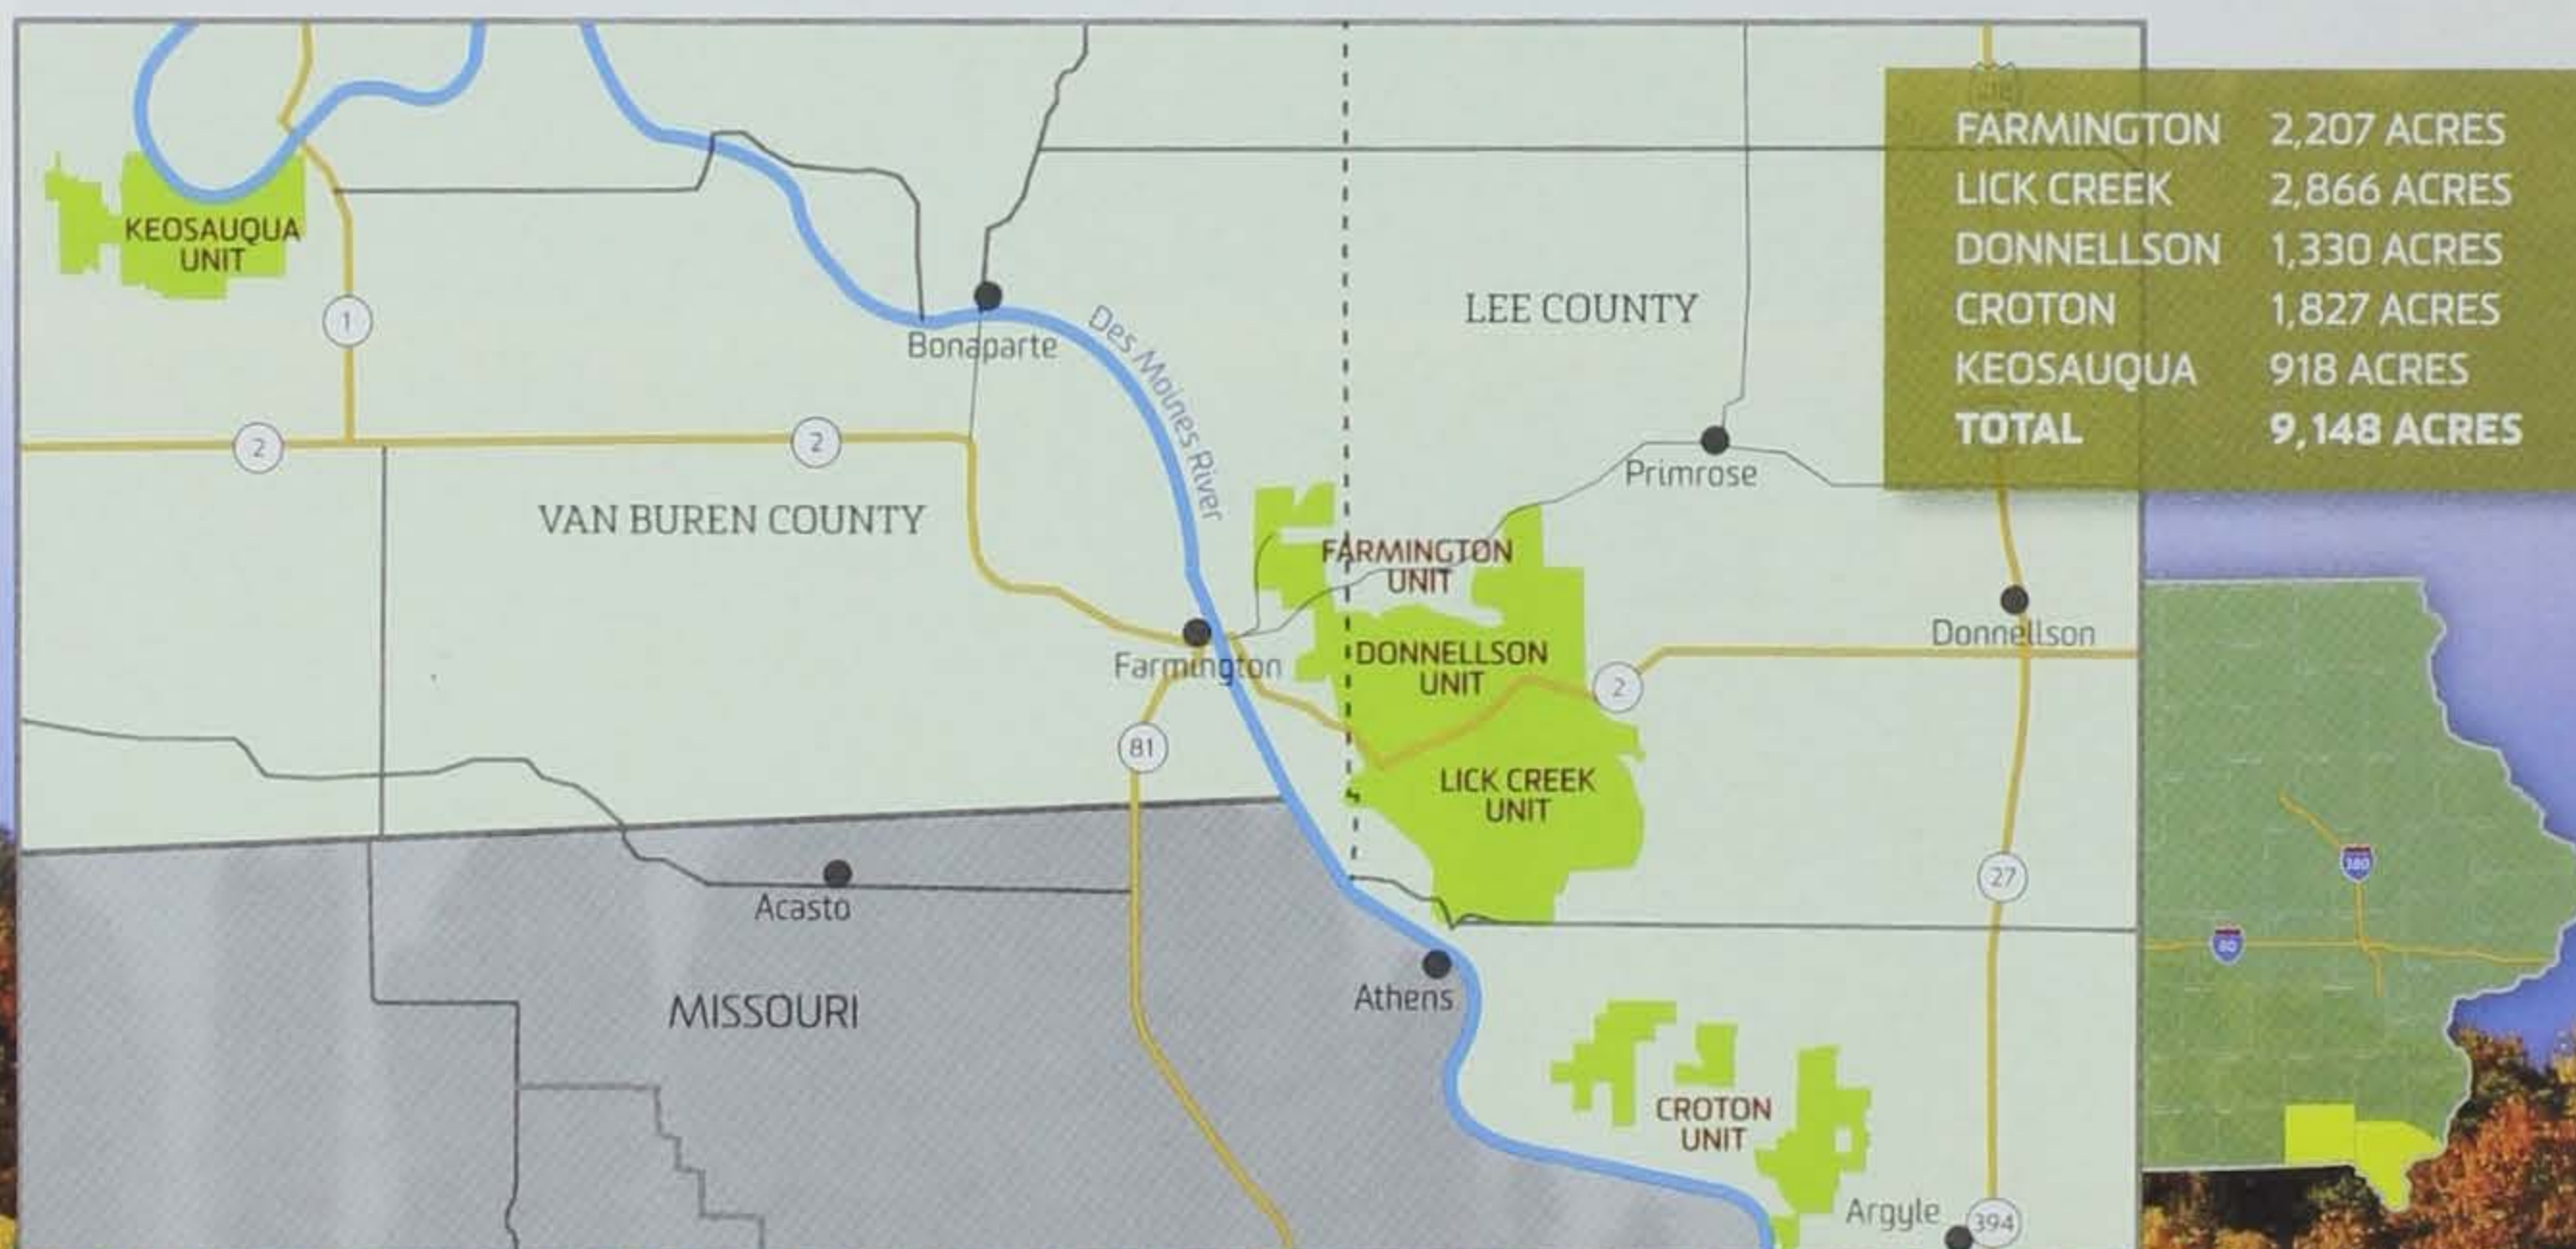 FARMINGTON 2,207 ACRES
LICK CREEK 2,866 ACRES
DONNELLSON 1,330 ACRES
CROTON 1,827 ACRES
KEOSAUQUA 918 ACRES
TOTAL 9,148 ACRES
KEOSAUQUA
UNIT
1
Bonaparte
Des Moines River
LEE COUNTY
2
2
Primrose
VAN BUREN COUNTY
FARMINGTON
UNIT
Farmington
DONNELLSON
UNIT
2
Donnellson
81
LICK CREEK
UNIT
27
Acasto
MISSOURI
Athens
CROTON
UNIT
Argyle
394
380
80